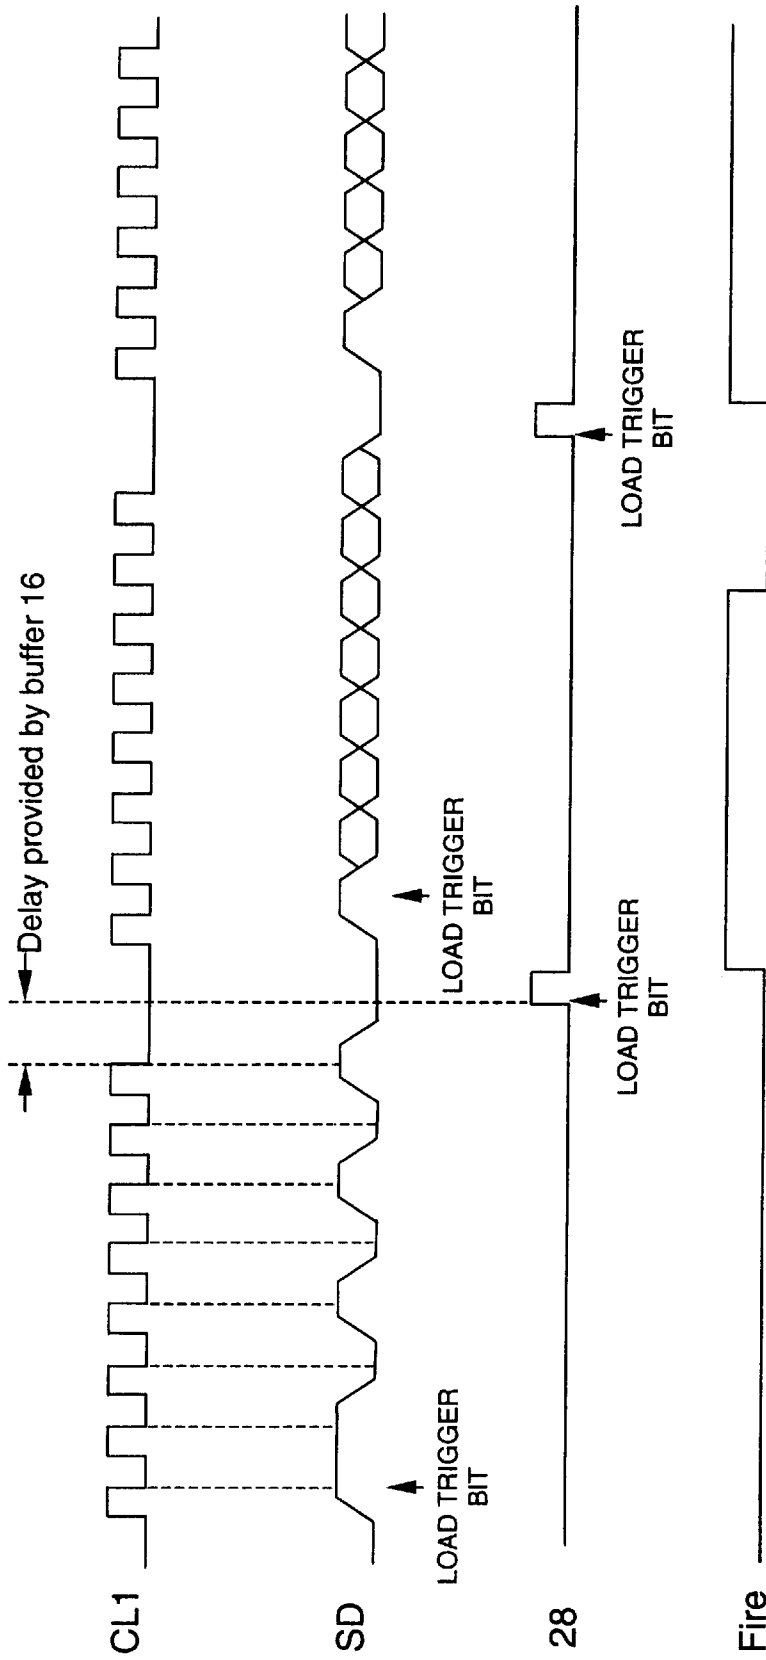 Delay provided by buffer 16
CL1
SD
LOAD TRIGGER
BIT
LOAD TRIGGER
BIT
28
LOAD TRIGGER
BIT
LOAD TRIGGER
BIT
Fire